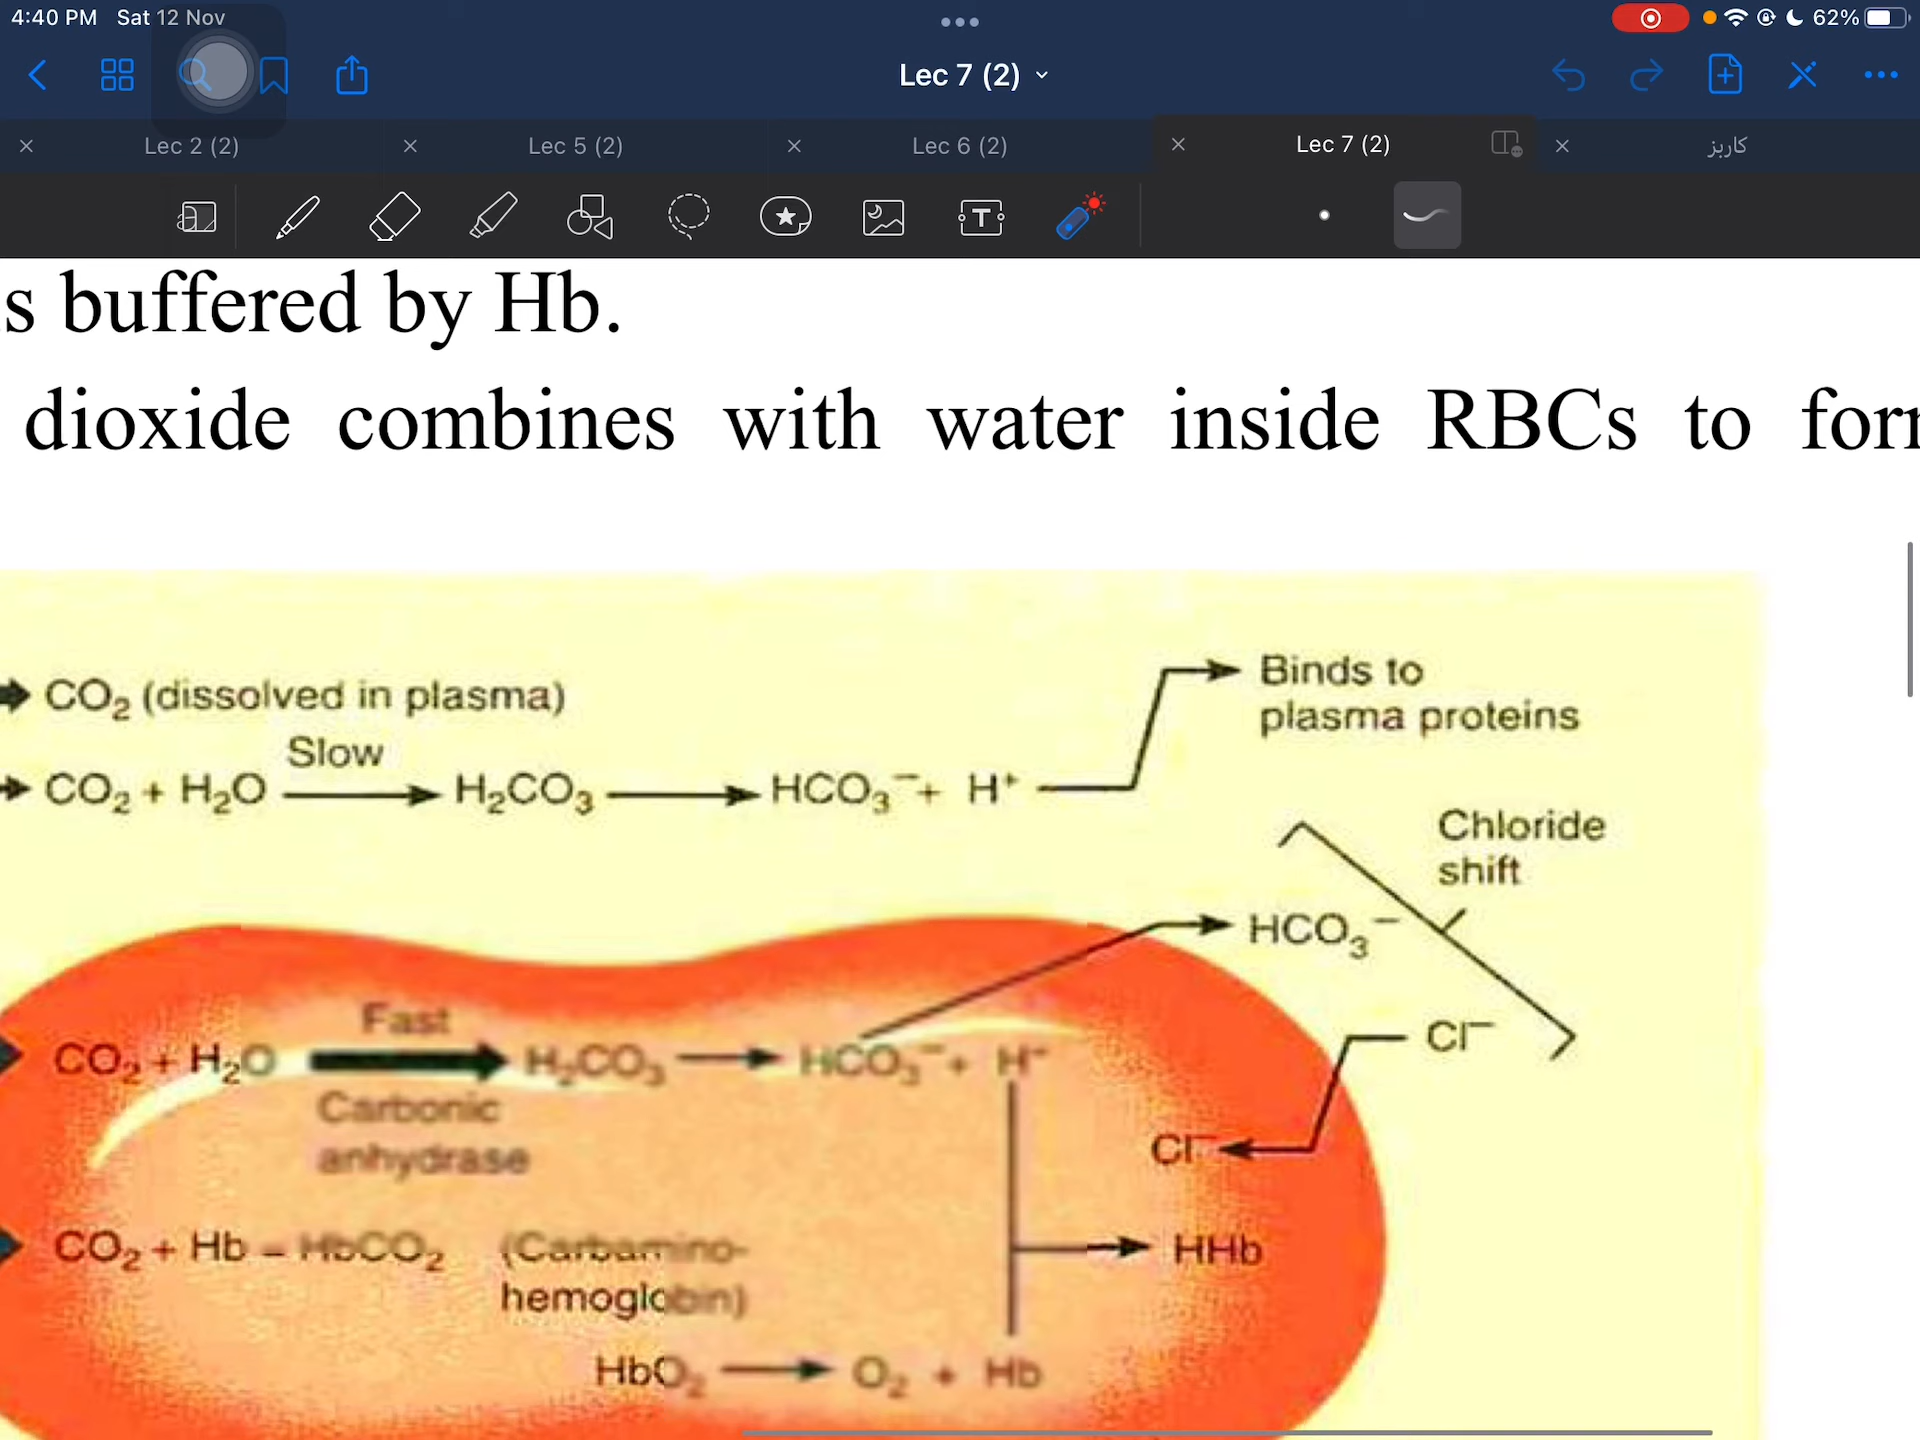 4:40 PM Sat 12 Nov
62%
Lec 7 (2)
Lec 2 (2)
Lec 5 (2)
Lec 6 (2)
Lec 7 (2)
كاربز
s buffered by Hb.
dioxide combines with water inside RBCs to for
CO₂ (dissolved in plasma)
Binds to
plasma proteins
Slow
CO₂ + H₂O → H₂CO₃ → HCO₃⁻ + H⁺
Chloride
shift
HCO₃⁻
Cl⁻
Fast
CO₂ + H₂O → H₂CO₃ → HCO₃⁻ + H⁻
Carbonic
anhydrase
Cl⁻
CO₂ + Hb – HbCO₂ (Carbamino-
hemoglobin)
HHb
HbO₂ → O₂ + Hb